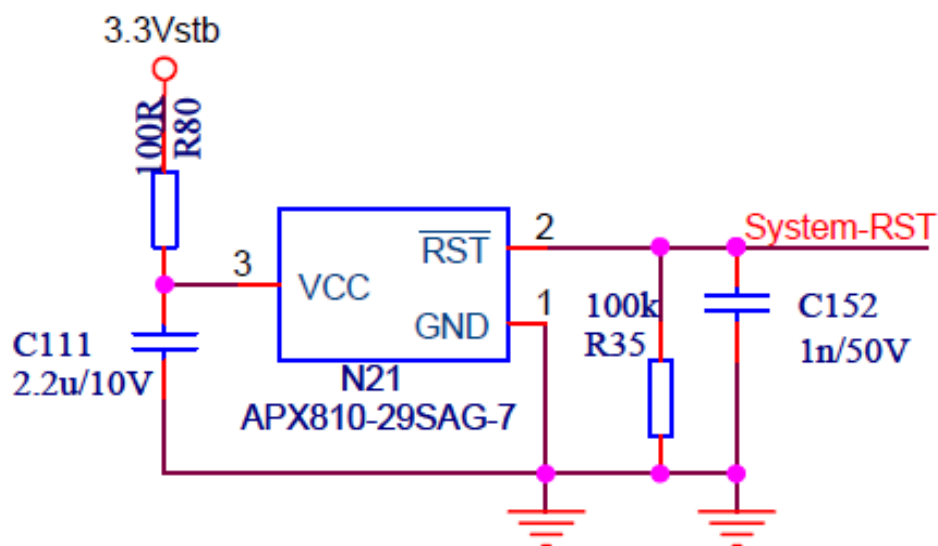 3.3Vstb
100R
R80
3
VCC
RST
2
GND
1
System-RST
100k
R35
C152
1n/50V
C111
2.2u/10V
N21
APX810-29SAG-7